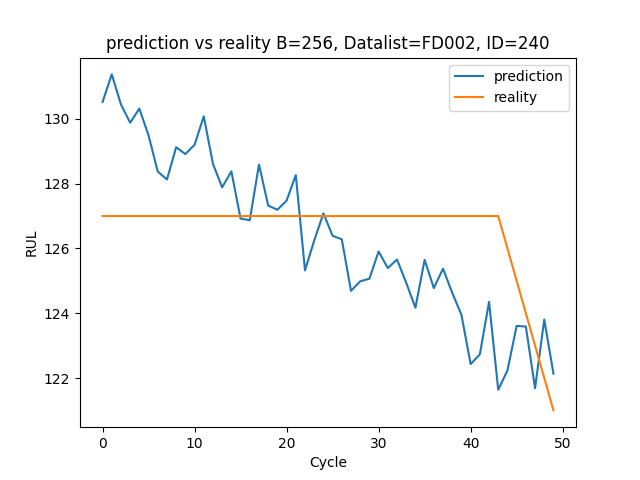 prediction vs reality B=256, Datalist=FD002, ID=240
prediction
reality
RUL
130
128
126
124
122
0 10 20 30 40 50
Cycle